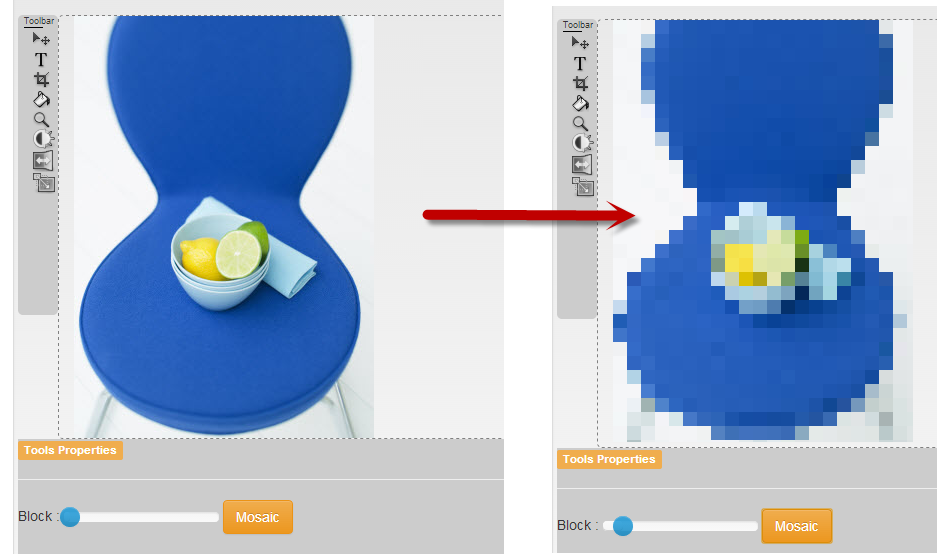 Toolbar
T
Tools Properties
Block :
Mosaic
Toolbar
T
Tools Properties
Block :
Mosaic